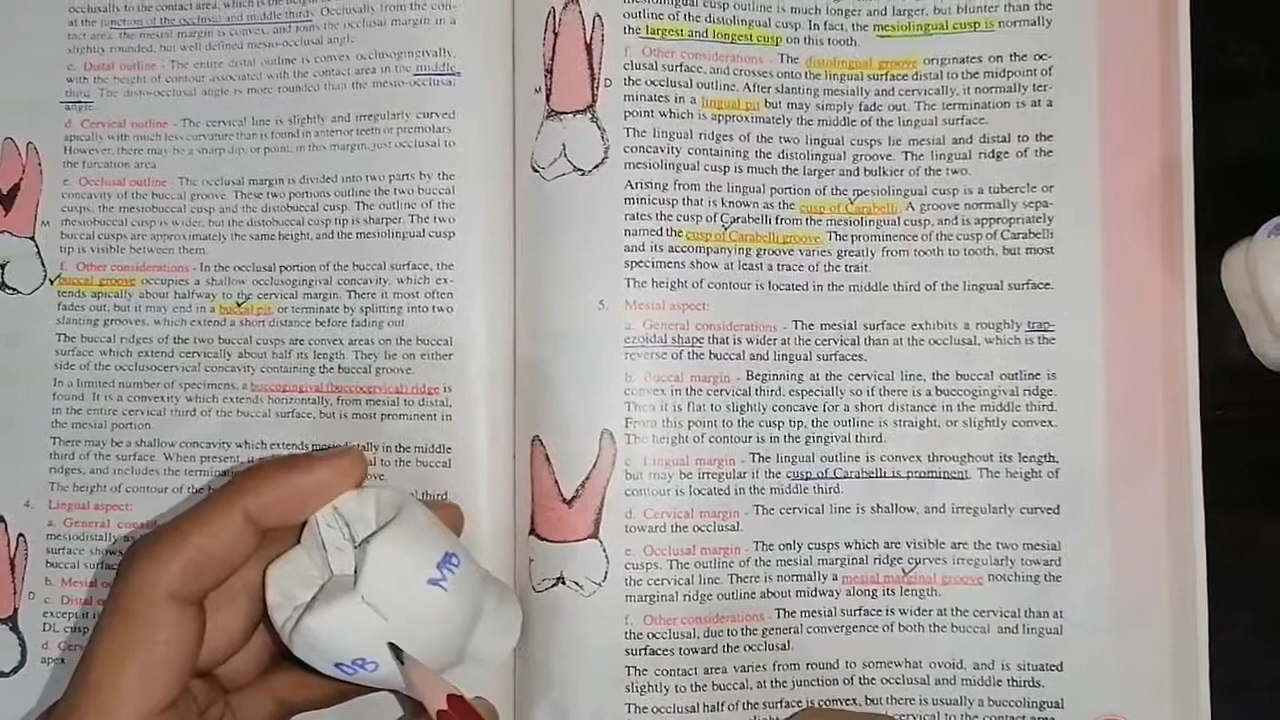 occlusally to the contact area, which is the
at the junction of the occlusal and middle thirds. Occlusally from the con-
tact area, the mesial margin is convex, and joins the occlusal margin in a
slightly rounded, but well defined mesio-occlusal angle.
c. Distal outline - The entire distal outline is convex occlusogingivally,
with the height of contour associated with the contact area in the middle
third. The disto-occlusal angle is more rounded than the mesio-occlusal
angle.
d. Cervical outline - The cervical line is slightly and irregularly curved
apically with much less curvature than is found in anterior teeth or premolars.
However, there may be a sharp dip, or point, in this margin, just occlusal to
the furcation area.
e. Occlusal outline - The occlusal margin is divided into two parts by the
concavity of the buccal groove. These two portions outline the two buccal
cusps, the mesiobuccal cusp and the distobuccal cusp. The outline of the
M mesiobuccal cusp is wider, but the distobuccal cusp tip is sharper. The two
buccal cusps are approximately the same height, and the mesiolingual cusp
tip is visible between them.
f. Other considerations - In the occlusal portion of the buccal surface, the
buccal groove occupies a shallow occlusogingival concavity, which ex-
tends apically about halfway to the cervical margin. There it most often
fades out, but it may end in a buccal pit, or terminate by splitting into two
slanting grooves, which extend a short distance before fading out.
The buccal ridges of the two buccal cusps are convex areas on the buccal
surface which extend cervically about half its length. They lie on either
side of the occlusocervical concavity containing the buccal groove.
In a limited number of specimens, a buccogingival (buccocervical) ridge is
found. It is a convexity which extends horizontally, from mesial to distal,
in the entire cervical third of the buccal surface, but is most prominent in
the mesial portion.
There may be a shallow concavity which extends mesiodistally in the middle
third of the surface. When present, it al to the buccal
ridges, and includes the termina ove.
The height of contour of the b al third.
4. Lingual aspect:
a. General consi
mesiodistally as
surface shows
buccal surfac
b. Mesial o
D c. Distal o
except it i
DL cusp
d. Cerv
apex
MB
DB
mesiolingual cusp outline is much longer and larger, but blunter than the
outline of the distolingual cusp. In fact, the mesiolingual cusp is normally
the largest and longest cusp on this tooth.
f. Other considerations - The distolingual groove originates on the oc-
clusal surface, and crosses onto the lingual surface distal to the midpoint of
M D the occlusal outline. After slanting mesially and cervically, it normally ter-
minates in a lingual pit but may simply fade out. The termination is at a
point which is approximately the middle of the lingual surface.
The lingual ridges of the two lingual cusps lie mesial and distal to the
concavity containing the distolingual groove. The lingual ridge of the
mesiolingual cusp is much the larger and bulkier of the two.
Arising from the lingual portion of the mesiolingual cusp is a tubercle or
minicusp that is known as the cusp of Carabelli. A groove normally sepa-
rates the cusp of Carabelli from the mesiolingual cusp, and is appropriately
named the cusp of Carabelli groove. The prominence of the cusp of Carabelli
and its accompanying groove varies greatly from tooth to tooth, but most
specimens show at least a trace of the trait.
The height of contour is located in the middle third of the lingual surface.
5. Mesial aspect:
a. General considerations - The mesial surface exhibits a roughly trap-
ezoidal shape that is wider at the cervical than at the occlusal, which is the
reverse of the buccal and lingual surfaces.
b. Buccal margin - Beginning at the cervical line, the buccal outline is
convex in the cervical third, especially so if there is a buccogingival ridge.
Then it is flat to slightly concave for a short distance in the middle third.
From this point to the cusp tip, the outline is straight, or slightly convex.
The height of contour is in the gingival third.
c. Lingual margin - The lingual outline is convex throughout its length,
but may be irregular if the cusp of Carabelli is prominent. The height of
contour is located in the middle third.
d. Cervical margin - The cervical line is shallow, and irregularly curved
toward the occlusal.
e. Occlusal margin - The only cusps which are visible are the two mesial
cusps. The outline of the mesial marginal ridge curves irregularly toward
the cervical line. There is normally a mesial marginal groove notching the
marginal ridge outline about midway along its length.
f. Other considerations - The mesial surface is wider at the cervical than at
the occlusal, due to the general convergence of both the buccal and lingual
surfaces toward the occlusal.
The contact area varies from round to somewhat ovoid, and is situated
slightly to the buccal, at the junction of the occlusal and middle thirds.
The occlusal half of the surface is convex, but there is usually a buccolingual
cervical to the contact area